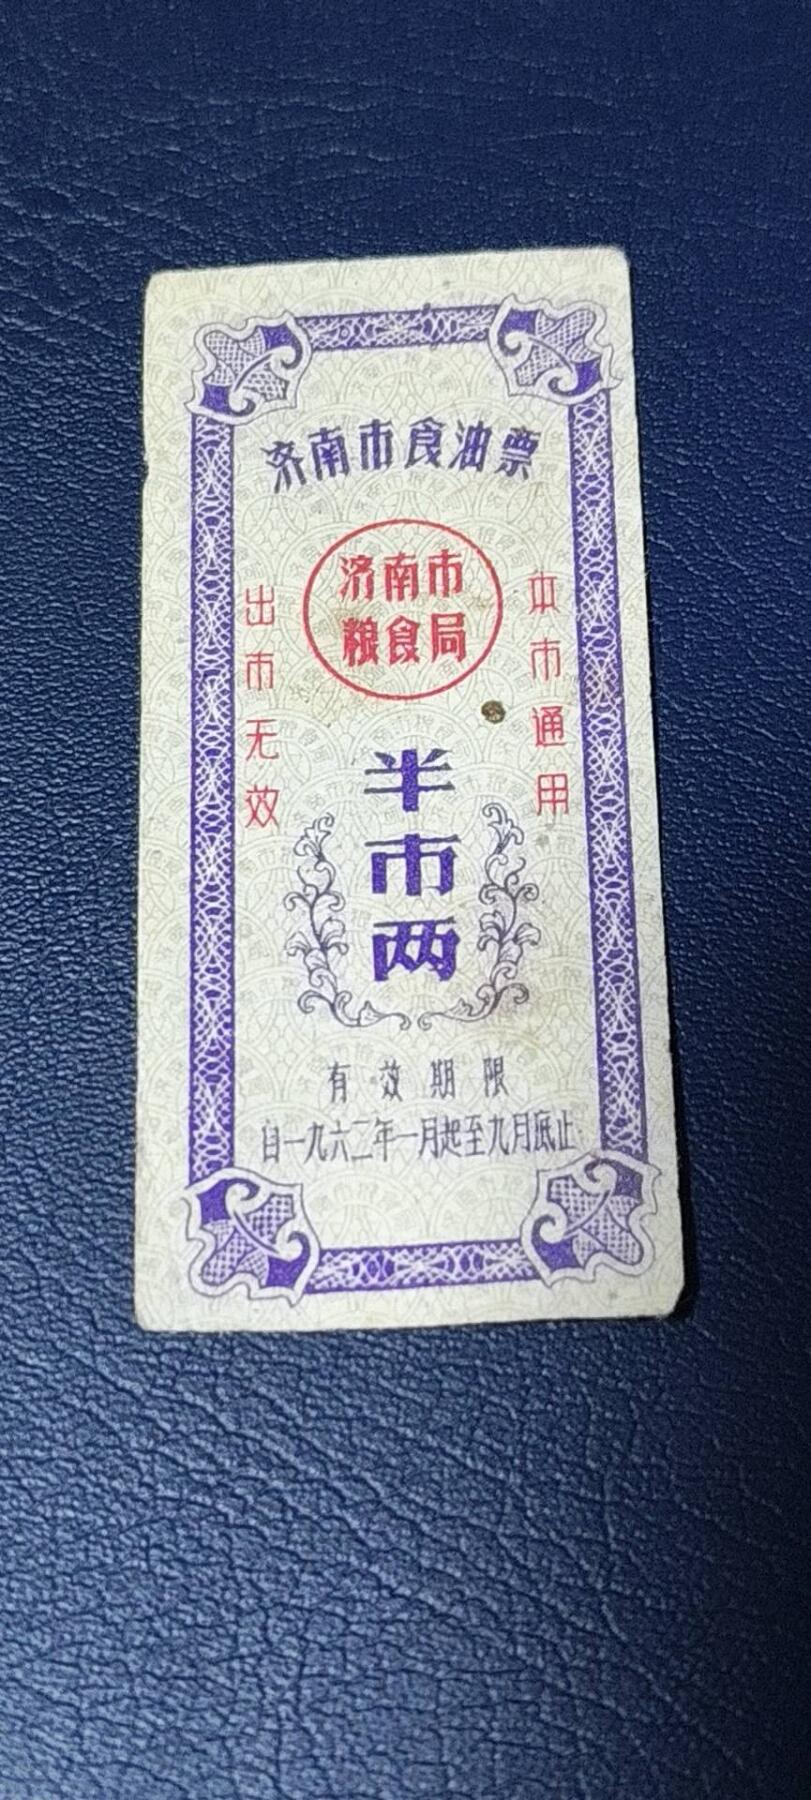 济南市食油票
济南市
粮食局
本市通用
出市无效
半市两
有效期限
自一九六二年一月起至九月底止